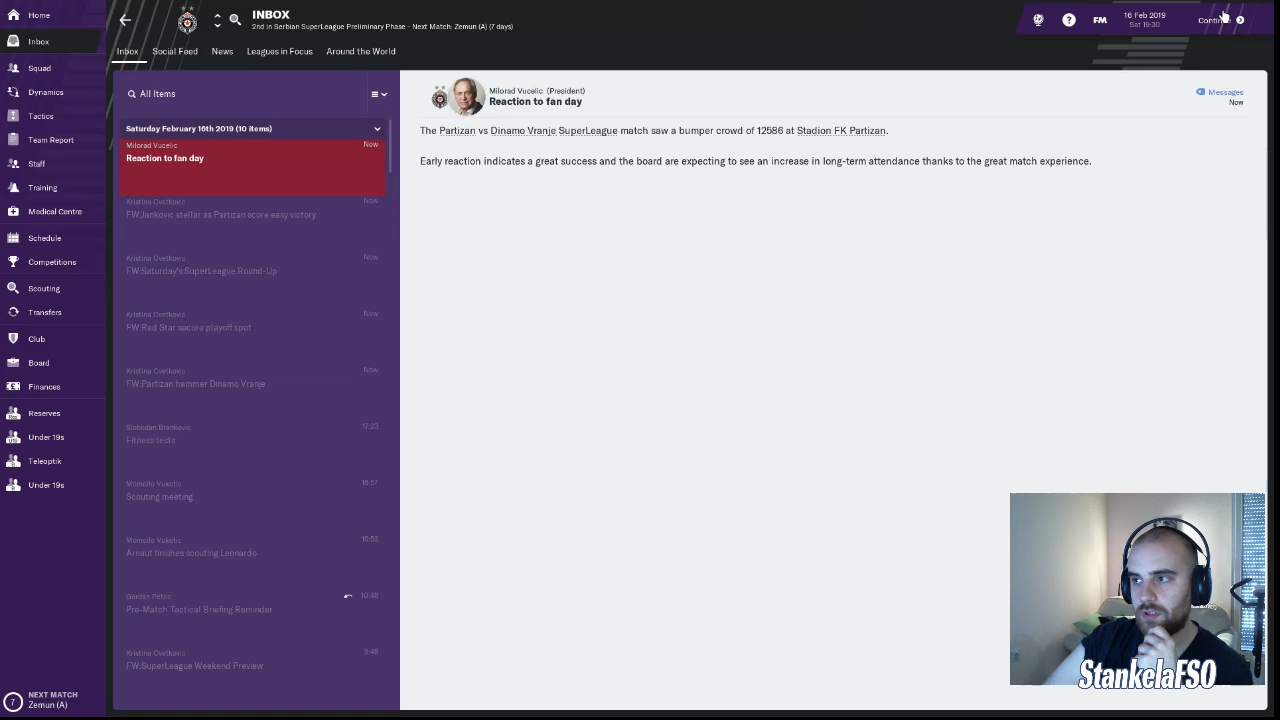 Home
Inbox
Squad
Dynamics
Tactics
Team Report
Staff
Training
Medical Centre
Schedule
Competitions
Scouting
Transfers
Club
Board
Finances
Reserves
Under 19s
Teleoptik
Under 19s
7
NEXT MATCH
Zemun (A)
INBOX
2nd in Serbian SuperLeague Preliminary Phase - Next Match: Zemun (A) (7 days)
FM
16 Feb 2019
Sat 19:30
Inbox
Social Feed
News
Leagues in Focus
Around the World
All Items
Saturday February 16th 2019 (10 items)
Milorad Vucelic
Now
Reaction to fan day
Kristina Cvetkovic
Now
FW:Jankovic stellar as Partizan score easy victory
Kristina Cvetkovic
Now
FW:Saturday's SuperLeague Round-Up
Kristina Cvetkovic
Now
FW:Red Star secure playoff spot
Kristina Cvetkovic
Now
FW:Partizan hammer Dinamo Vranje
Slobodan Brankovic
17:23
Fitness tests
Momcilo Vukotic
Scouting meeting
Momcilo Vukotic
Arnaut finishes scouting Leonardo
Gordan Petric
Pre-Match Tactical Briefing Reminder
Kristina Cvetkovic
FW:SuperLeague Weekend Preview
Milorad Vucelic (President)
Reaction to fan day
Messages
Now
The Partizan vs Dinamo Vranje SuperLeague match saw a bumper crowd of 12586 at Stadion FK Partizan.
Early reaction indicates a great success and the board are expecting to see an increase in long-term attendance thanks to the great match experience.
StankelaFSO